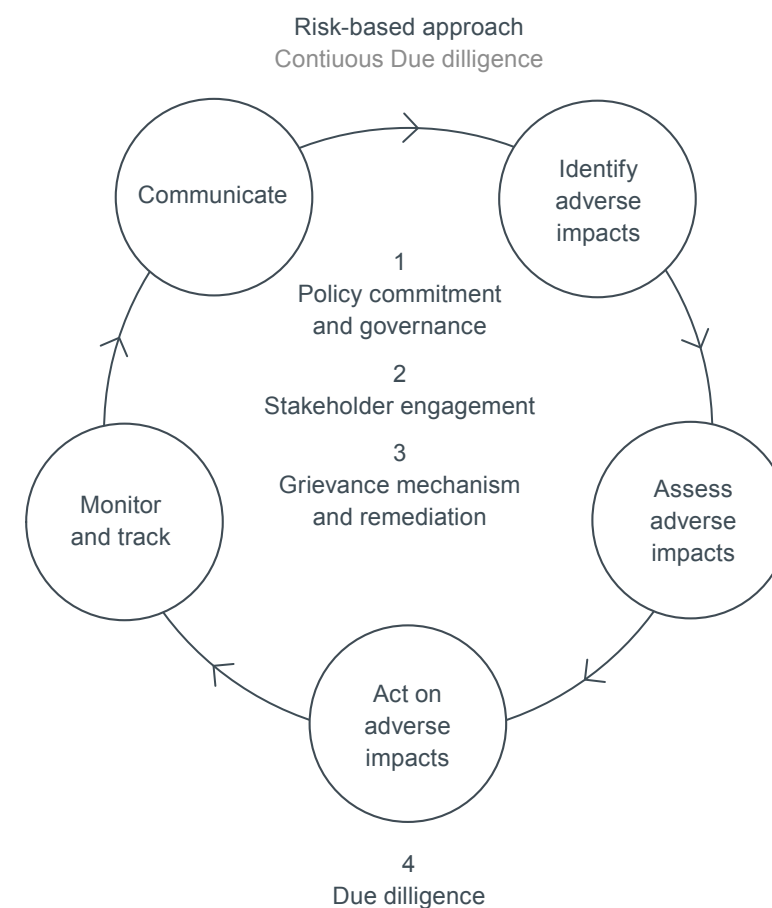 Risk-based approach
Contiuous Due dilligence
Communicate
Identify
adverse
impacts
1
Policy commitment
and governance
2
Stakeholder engagement
3
Grievance mechanism
and remediation
Monitor
and track
Assess
adverse
impacts
Act on
adverse
impacts
4
Due dilligence